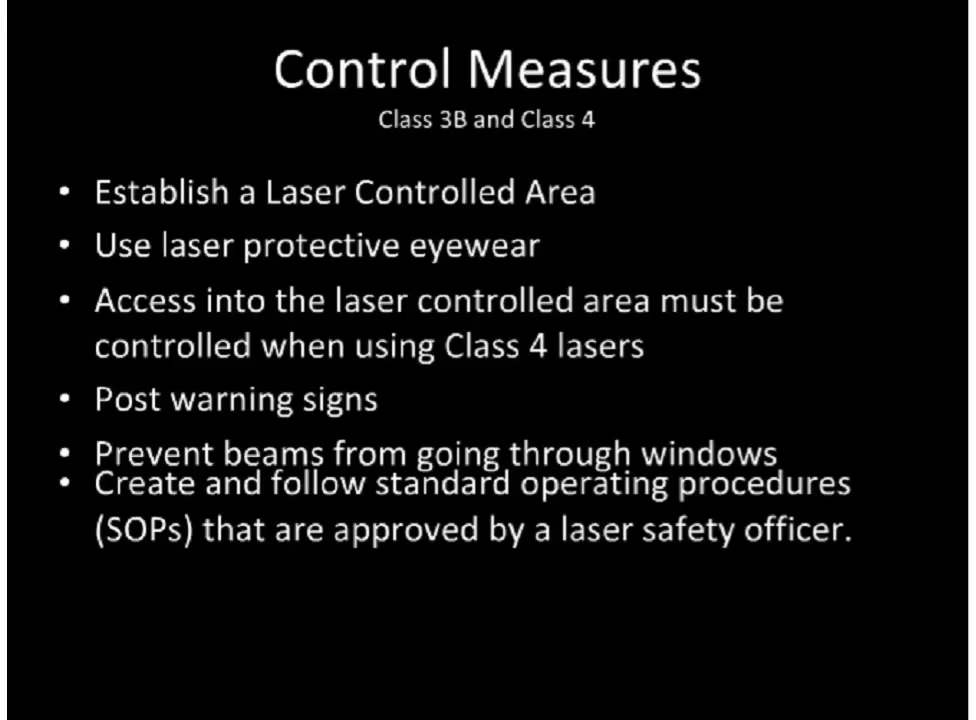 Control Measures
Class 3B and Class 4
• Establish a Laser Controlled Area
• Use laser protective eyewear
• Access into the laser controlled area must be
controlled when using Class 4 lasers
• Post warning signs
• Prevent beams from going through windows
• Create and follow standard operating procedures
(SOPs) that are approved by a laser safety officer.